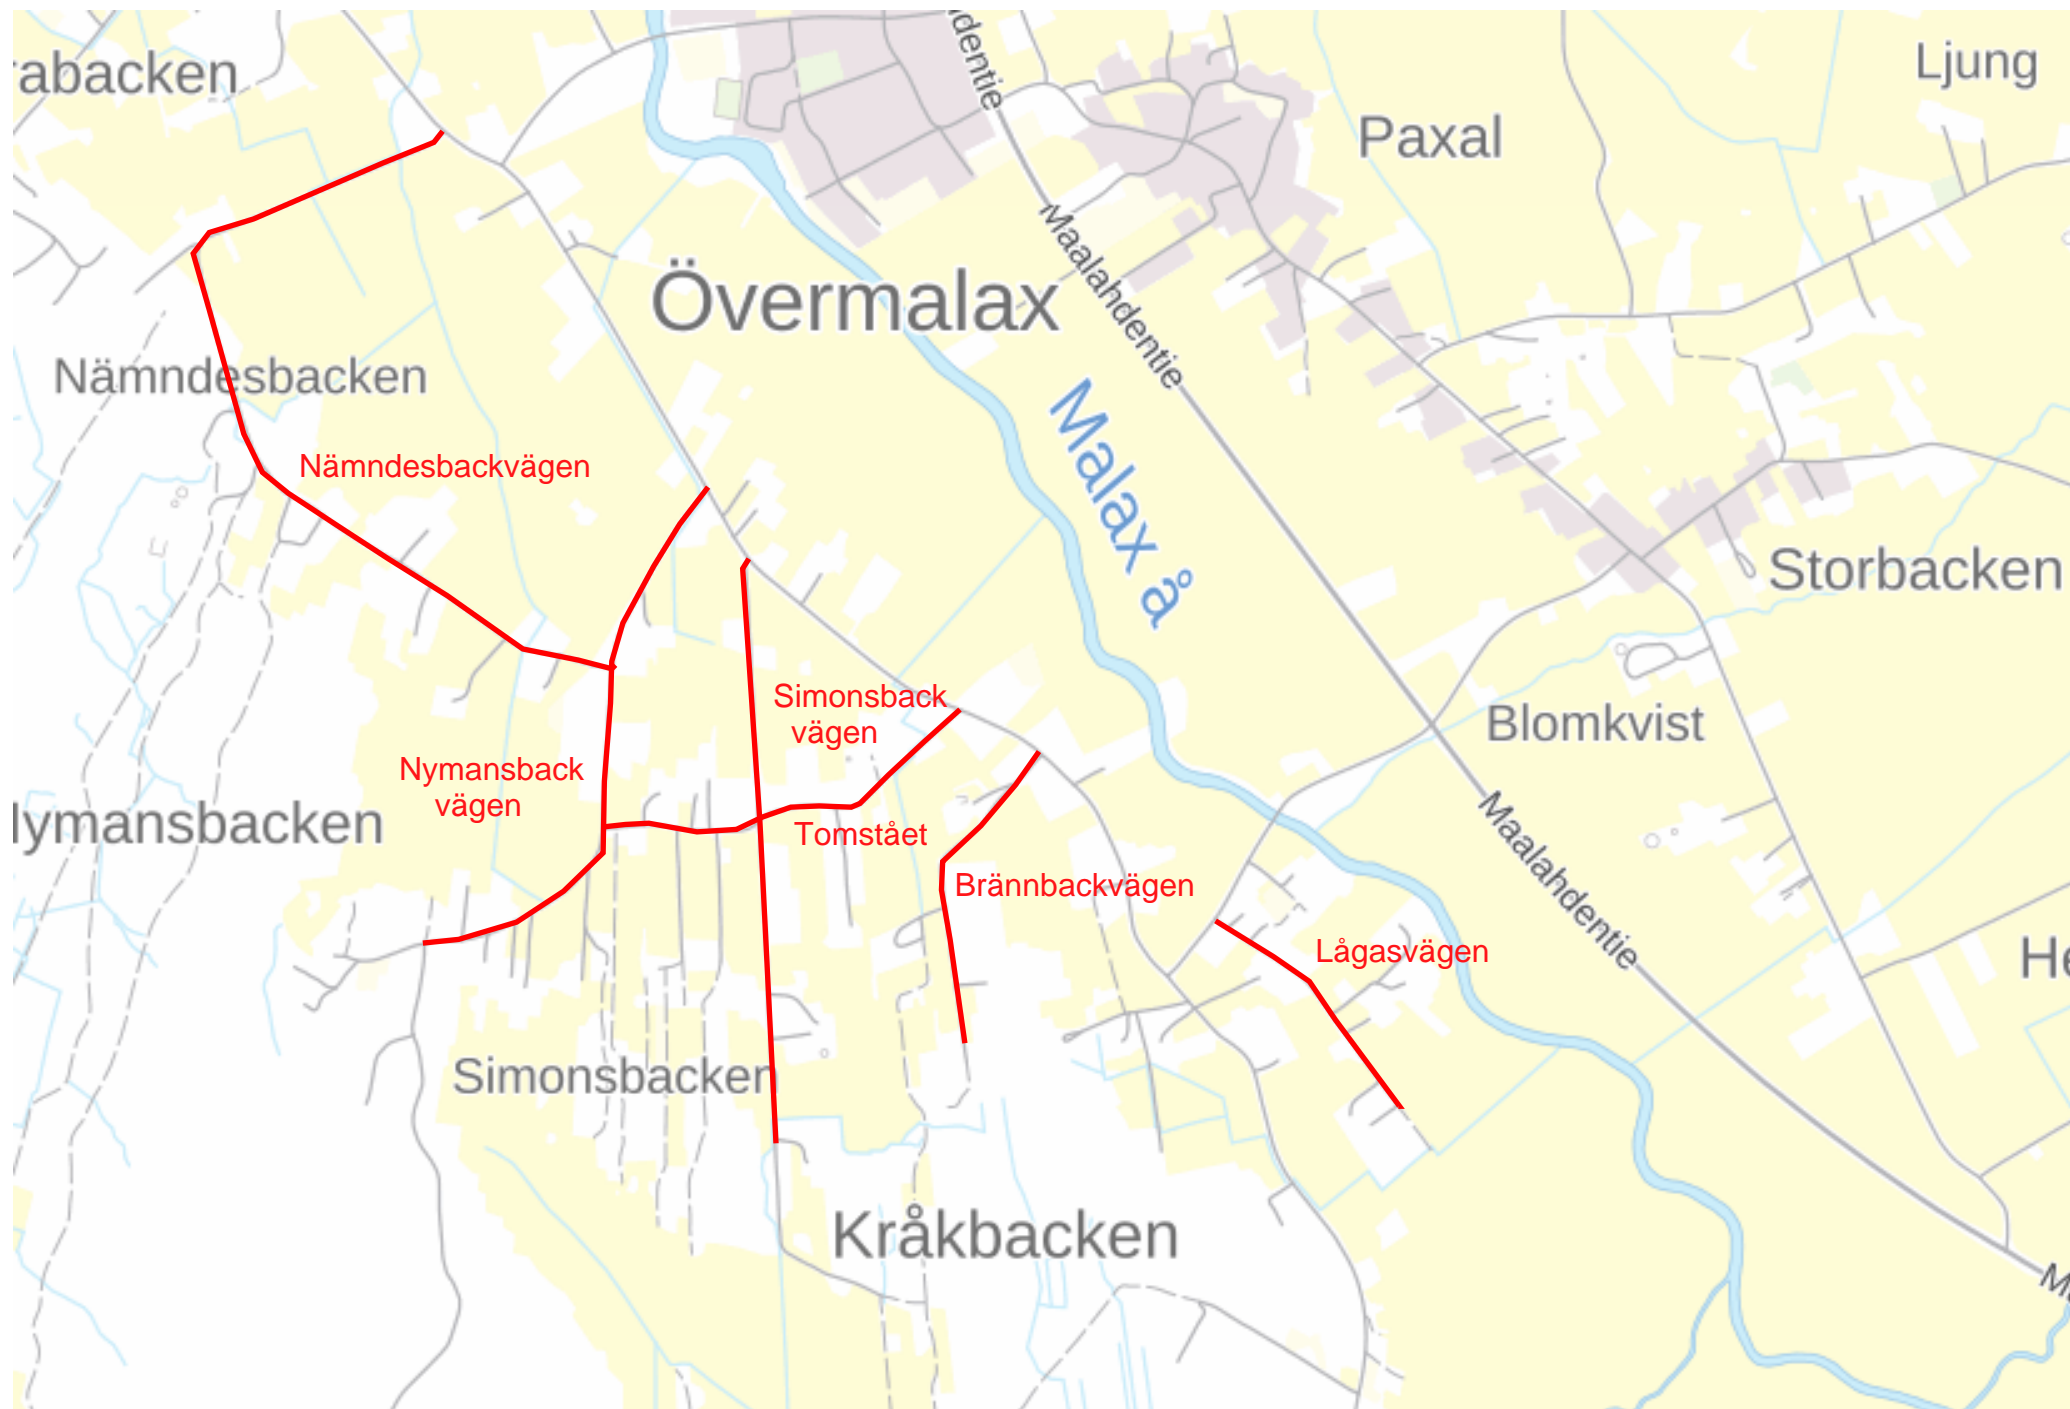 dentie
Ljung
abacken
Paxal
Maalahdentie
Övermalax
Nämndesbacken
Malax å
Nämndesbackvägen
Storbacken
Simonsback
vägen
Blomkvist
Nymansback
vägen
Maalahdentie
lymansbacken
Tomstået
Brännbackvägen
Lågasvägen
He
Simonsbacken
Kråkbacken
M